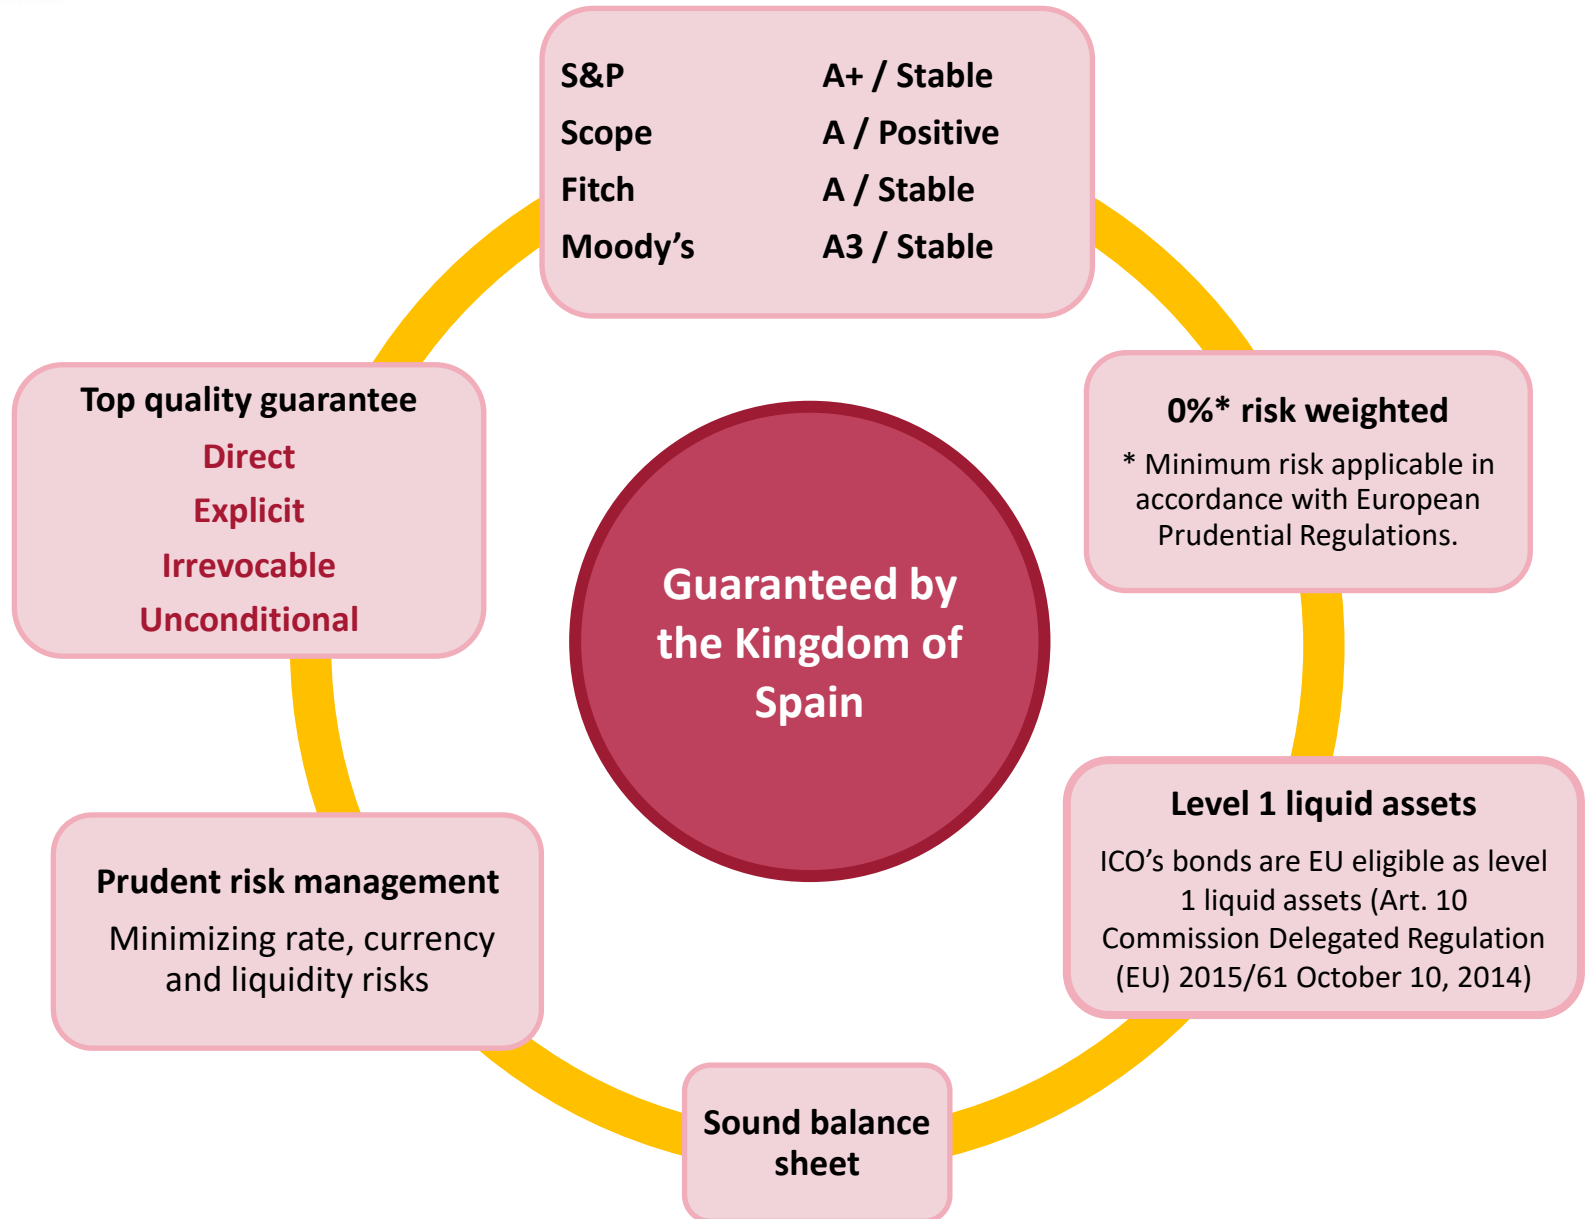 S&P A+ / Stable
Scope A / Positive
Fitch A / Stable
Moody’s A3 / Stable
Top quality guarantee
Direct
Explicit
Irrevocable
Unconditional
0%* risk weighted
* Minimum risk applicable in
accordance with European
Prudential Regulations.
Guaranteed by
the Kingdom of
Spain
Prudent risk management
Minimizing rate, currency
and liquidity risks
Level 1 liquid assets
ICO’s bonds are EU eligible as level
1 liquid assets (Art. 10
Commission Delegated Regulation
(EU) 2015/61 October 10, 2014)
Sound balance
sheet